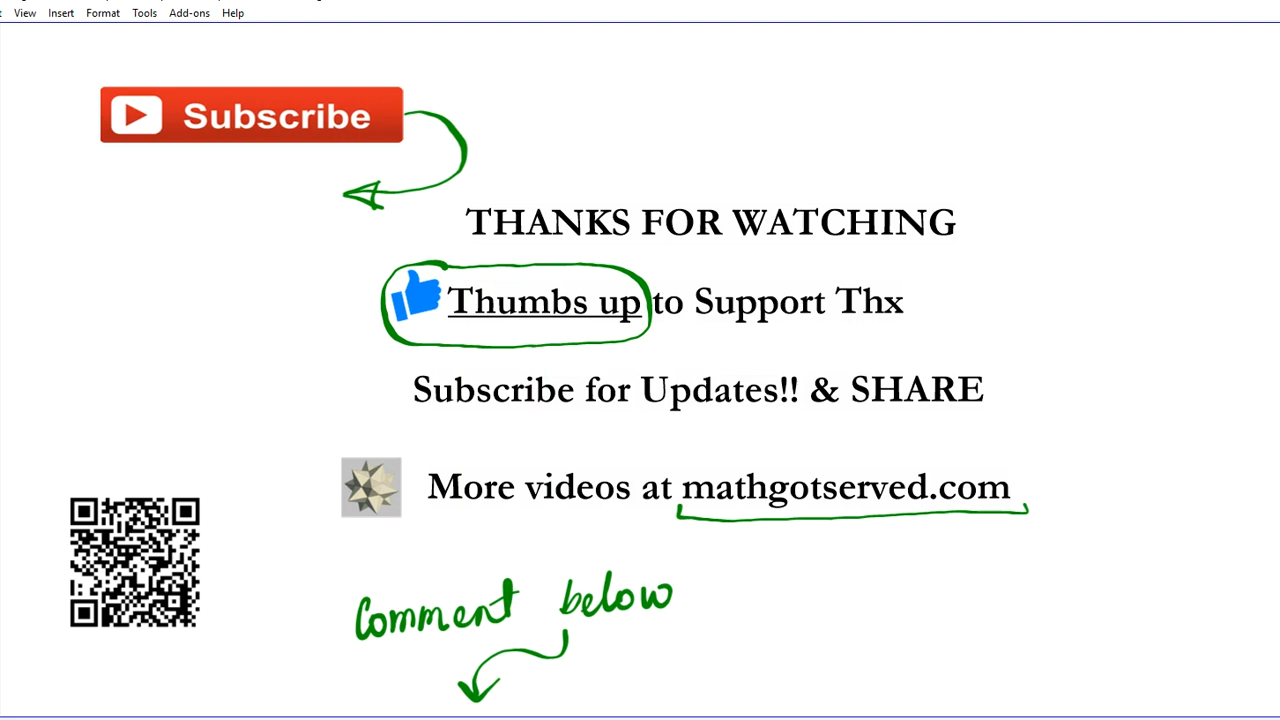 View Insert Format Tools Add-ons Help
Subscribe
THANKS FOR WATCHING
Thumbs up to Support Thx
Subscribe for Updates!! & SHARE
More videos at mathgotserved.com
Comment below